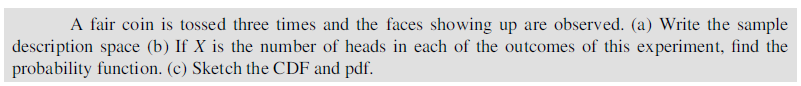 A fair coin is tossed three times and the faces showing up are observed. (a) Write the sample
description space (b) If X is the number of heads in each of the outcomes of this experiment, find the
probability function. (c) Sketch the CDF and pdf.